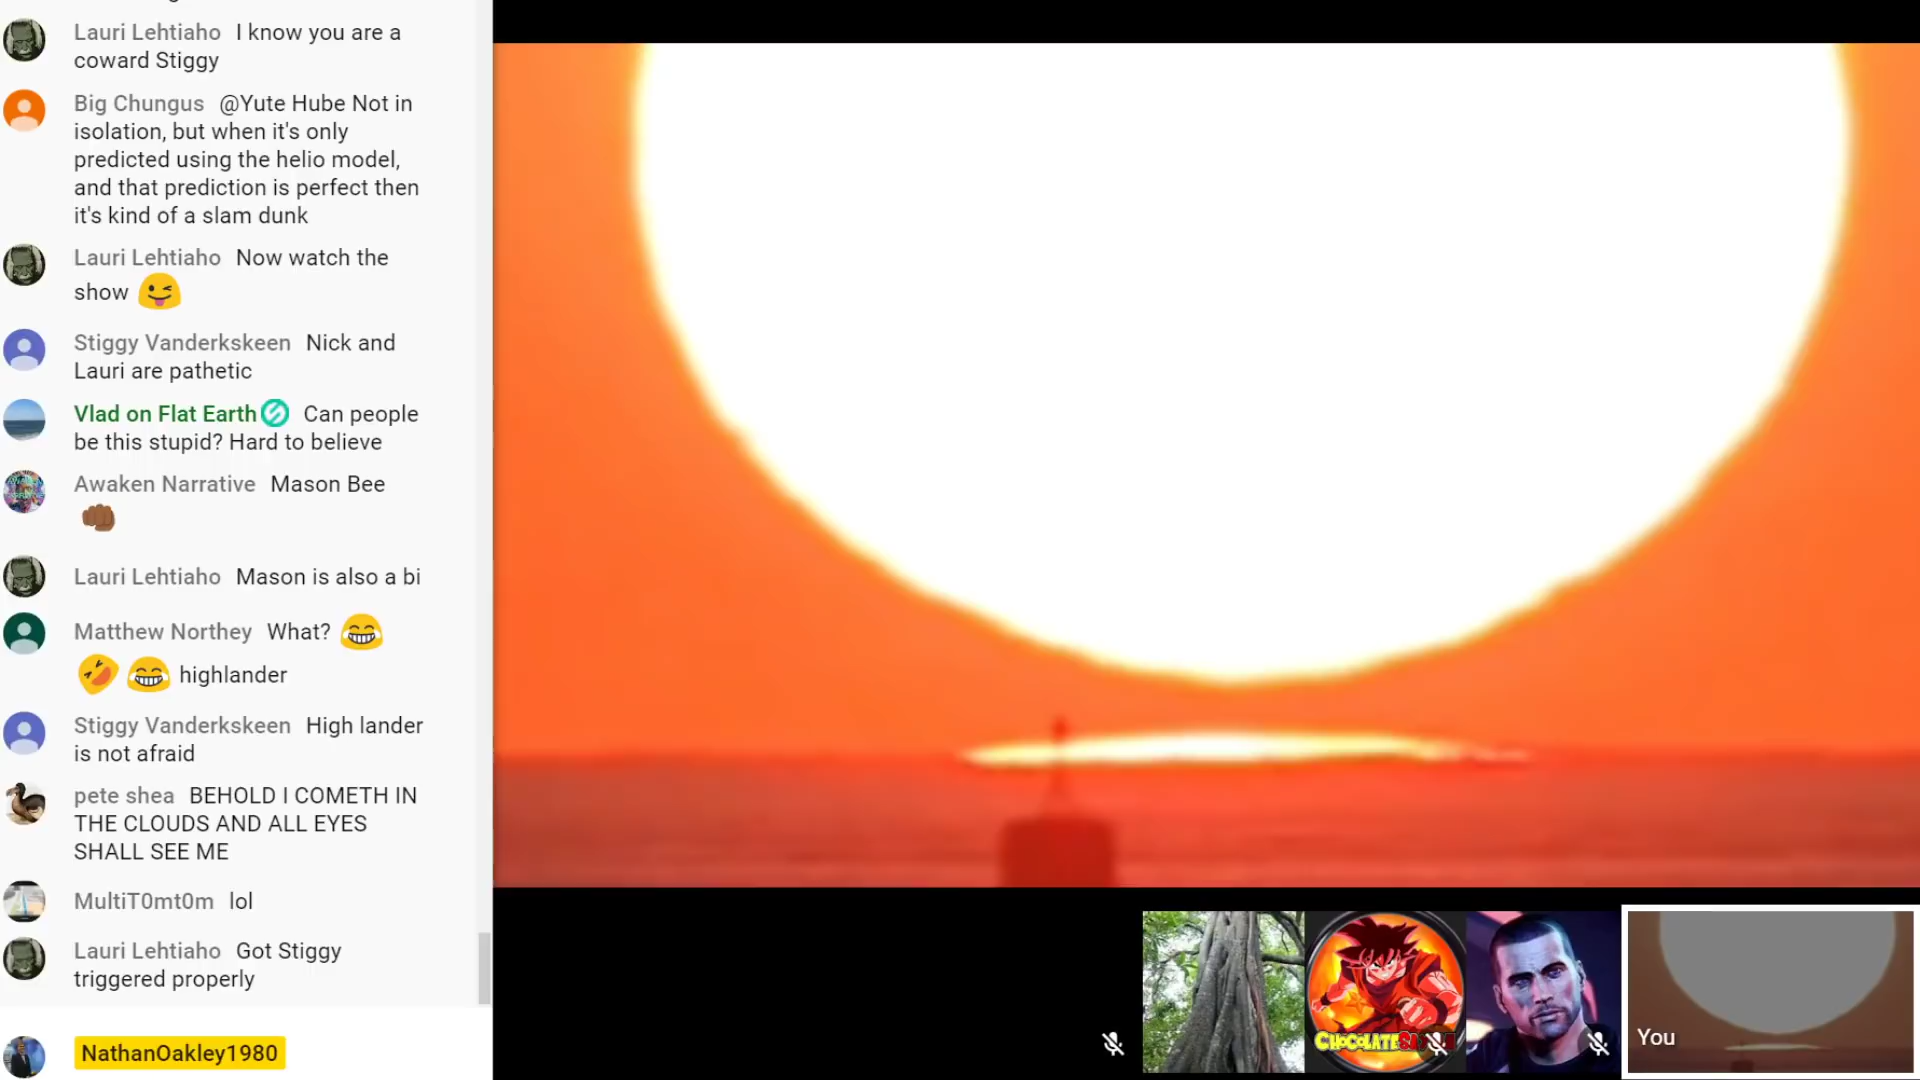 Lauri Lehtiaho I know you are a
coward Stiggy
Big Chungus @Yute Hube Not in
isolation, but when it's only
predicted using the helio model,
and that prediction is perfect then
it's kind of a slam dunk
Lauri Lehtiaho Now watch the
show 😜
Stiggy Vanderkskeen Nick and
Lauri are pathetic
Vlad on Flat Earth Can people
be this stupid? Hard to believe
Awaken Narrative Mason Bee
👊🏾
Lauri Lehtiaho Mason is also a bi
Matthew Northey What? 😂
🤣 😂 highlander
Stiggy Vanderkskeen High lander
is not afraid
pete shea BEHOLD I COMETH IN
THE CLOUDS AND ALL EYES
SHALL SEE ME
MultiT0mt0m lol
Lauri Lehtiaho Got Stiggy
triggered properly
NathanOakley1980
You